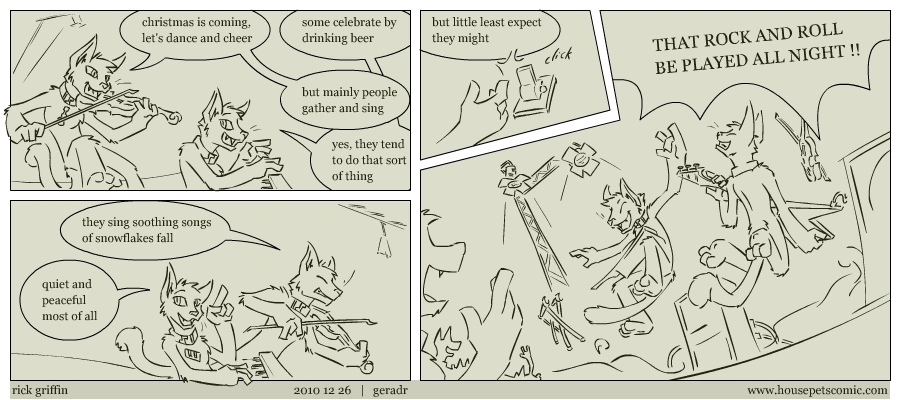 christmas is coming,
let's dance and cheer
some celebrate by
drinking beer
but mainly people
gather and sing
yes, they tend
to do that sort
of thing
they sing soothing songs
of snowflakes fall
quiet and
peaceful
most of all
but little least expect
they might
click
THAT ROCK AND ROLL
BE PLAYED ALL NIGHT !!
rick griffin
2010 12 26 | geradr
www.housepetscomic.com